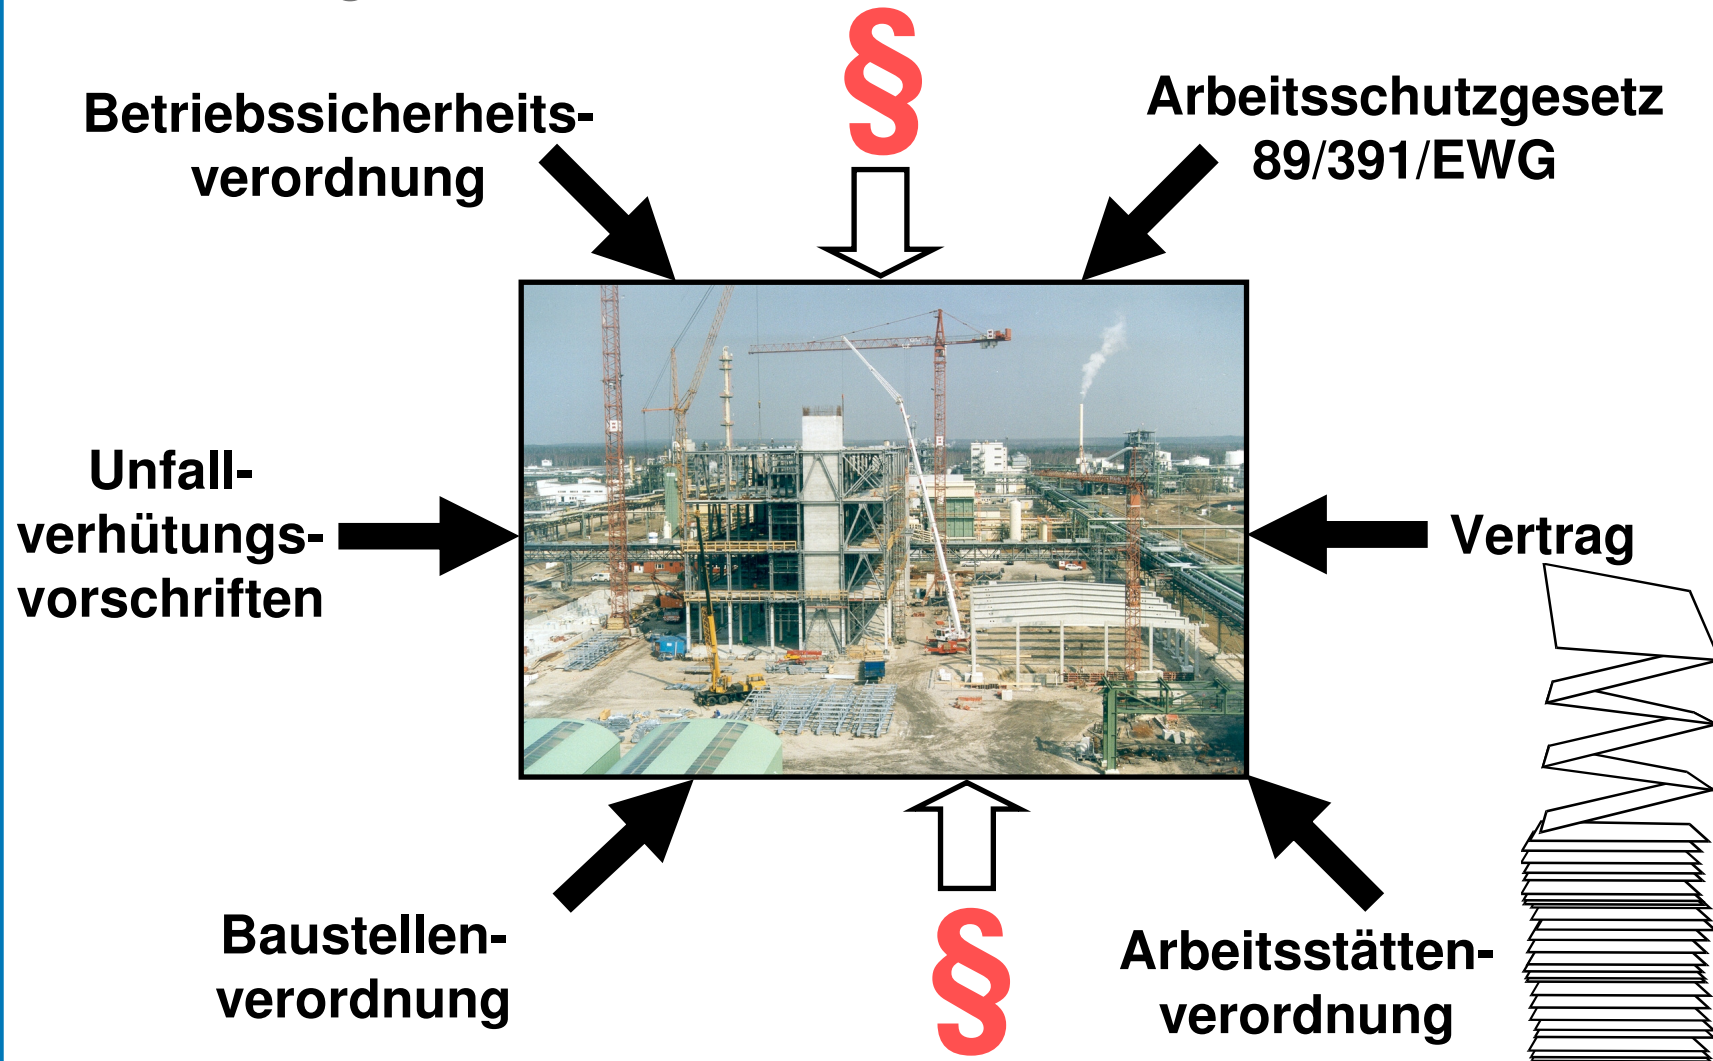 §
Betriebssicherheits-
verordnung
Arbeitsschutzgesetz
89/391/EWG
Unfall-
verhütungs-
vorschriften
Vertrag
Baustellen-
verordnung
§
Arbeitsstätten-
verordnung